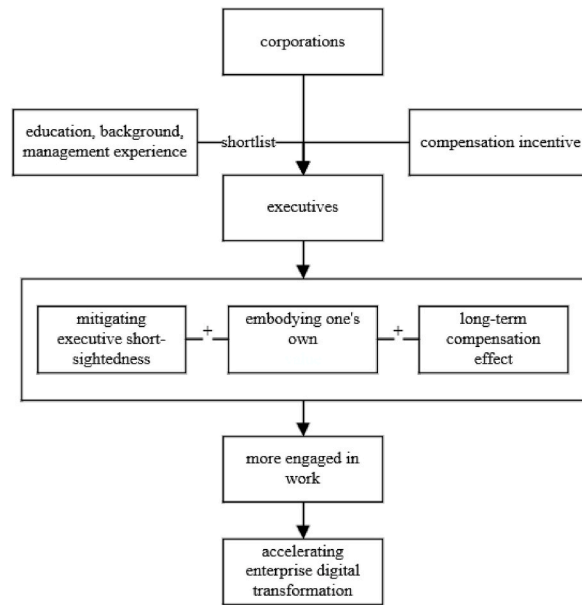 corporations
education, background,
management experience
shortlist
compensation incentive
executives
mitigating
executive short-
sightedness
+
embodying one's
own
+
long-term
compensation
effect
more engaged in
work
accelerating
enterprise digital
transformation